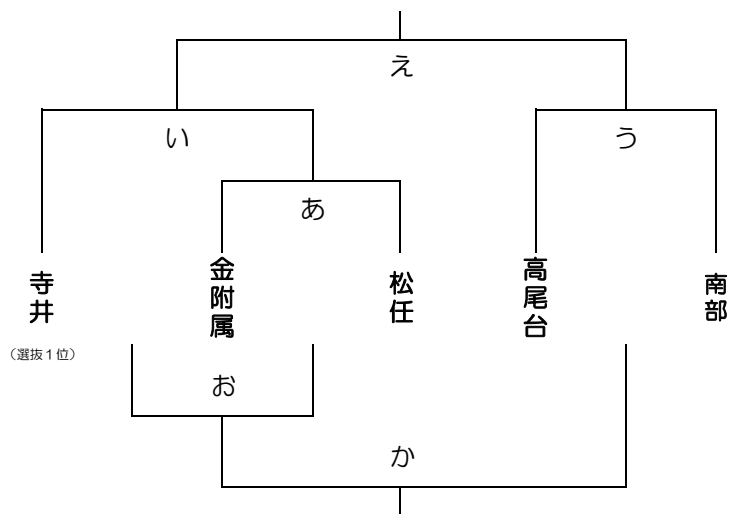 え
い
う
あ
寺井
金附属
松任
高尾台
南部
（選抜１位）
お
か